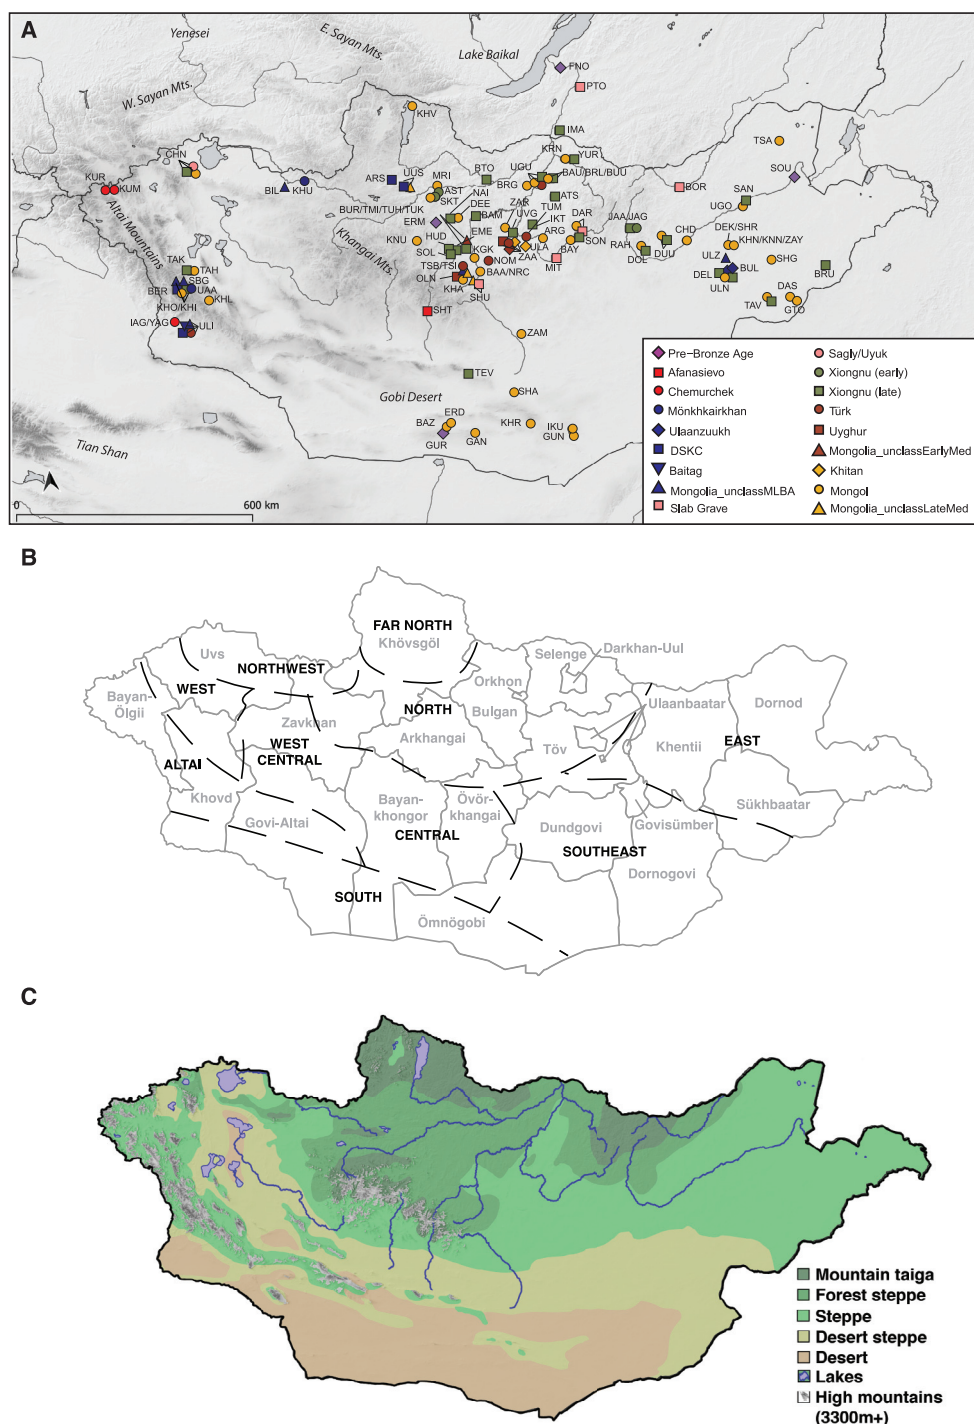 A
Yenesei
E. Sayan Mts.
Lake Baikal
W. Sayan Mts.
FNO
PTO
KHV
IMA
TSA
CHN
KRN
YUR
SOU
KUR
KUM
BIL
KHU
ARS
UUS
MRI
BTO
UGU
BRG
BAU/BRL/BUU
BOR
SAN
AST
NAI
SKT
DEE
ZAR
TUM
ATS
UGO
BUR/TMI/TUH/TUK
BAM
UVG
IKT
DAR
JAA/JAG
DEK/SHR
ERM
EME
ARG
SON
CHD
KHN/KNN/ZAY
Altai Mountains
Khangai Mts.
KNU
HUD
SOL
KGK
ZAA
ULA
BAY
RAH
DUU
DOL
ULZ
SHG
TSB/TSI
NOM
MIT
BUL
BRU
TAK
TAH
OLN
BAA/NRC
DEL
SBG
UAA
BER
KHL
KHA
SHU
ULN
DAS
TAV
GTO
KHO/KHI
IAG/YAG
ULI
SHT
ZAM
TEV
Gobi Desert
SHA
ERD
BAZ
KHR
IKU
GUR
GAN
GUN
Tian Shan
0
600 km
Pre−Bronze Age
Afanasievo
Chemurchek
Mönkhkairkhan
Ulaanzuukh
DSKC
Baitag
Mongolia_unclassMLBA
Slab Grave
Sagly/Uyuk
Xiongnu (early)
Xiongnu (late)
Türk
Uyghur
Mongolia_unclassEarlyMed
Khitan
Mongol
Mongolia_unclassLateMed
B
FAR NORTH
Khövsgöl
Uvs
NORTHWEST
Selenge
Darkhan-Uul
Bayan-
Ölgii
WEST
Orkhon
Ulaanbaatar
Dornod
Zavkhan
NORTH
Bulgan
WEST
CENTRAL
Arkhangai
Töv
Khentii
EAST
ALTAI
Khovd
Govi-Altai
Bayan-
khongor
Övör-
khangai
CENTRAL
Dundgovi
Govisümber
Sükhbaatar
SOUTHEAST
Dornogovi
SOUTH
Ömnögobi
C
Mountain taiga
Forest steppe
Steppe
Desert steppe
Desert
Lakes
High mountains
(3300m+)